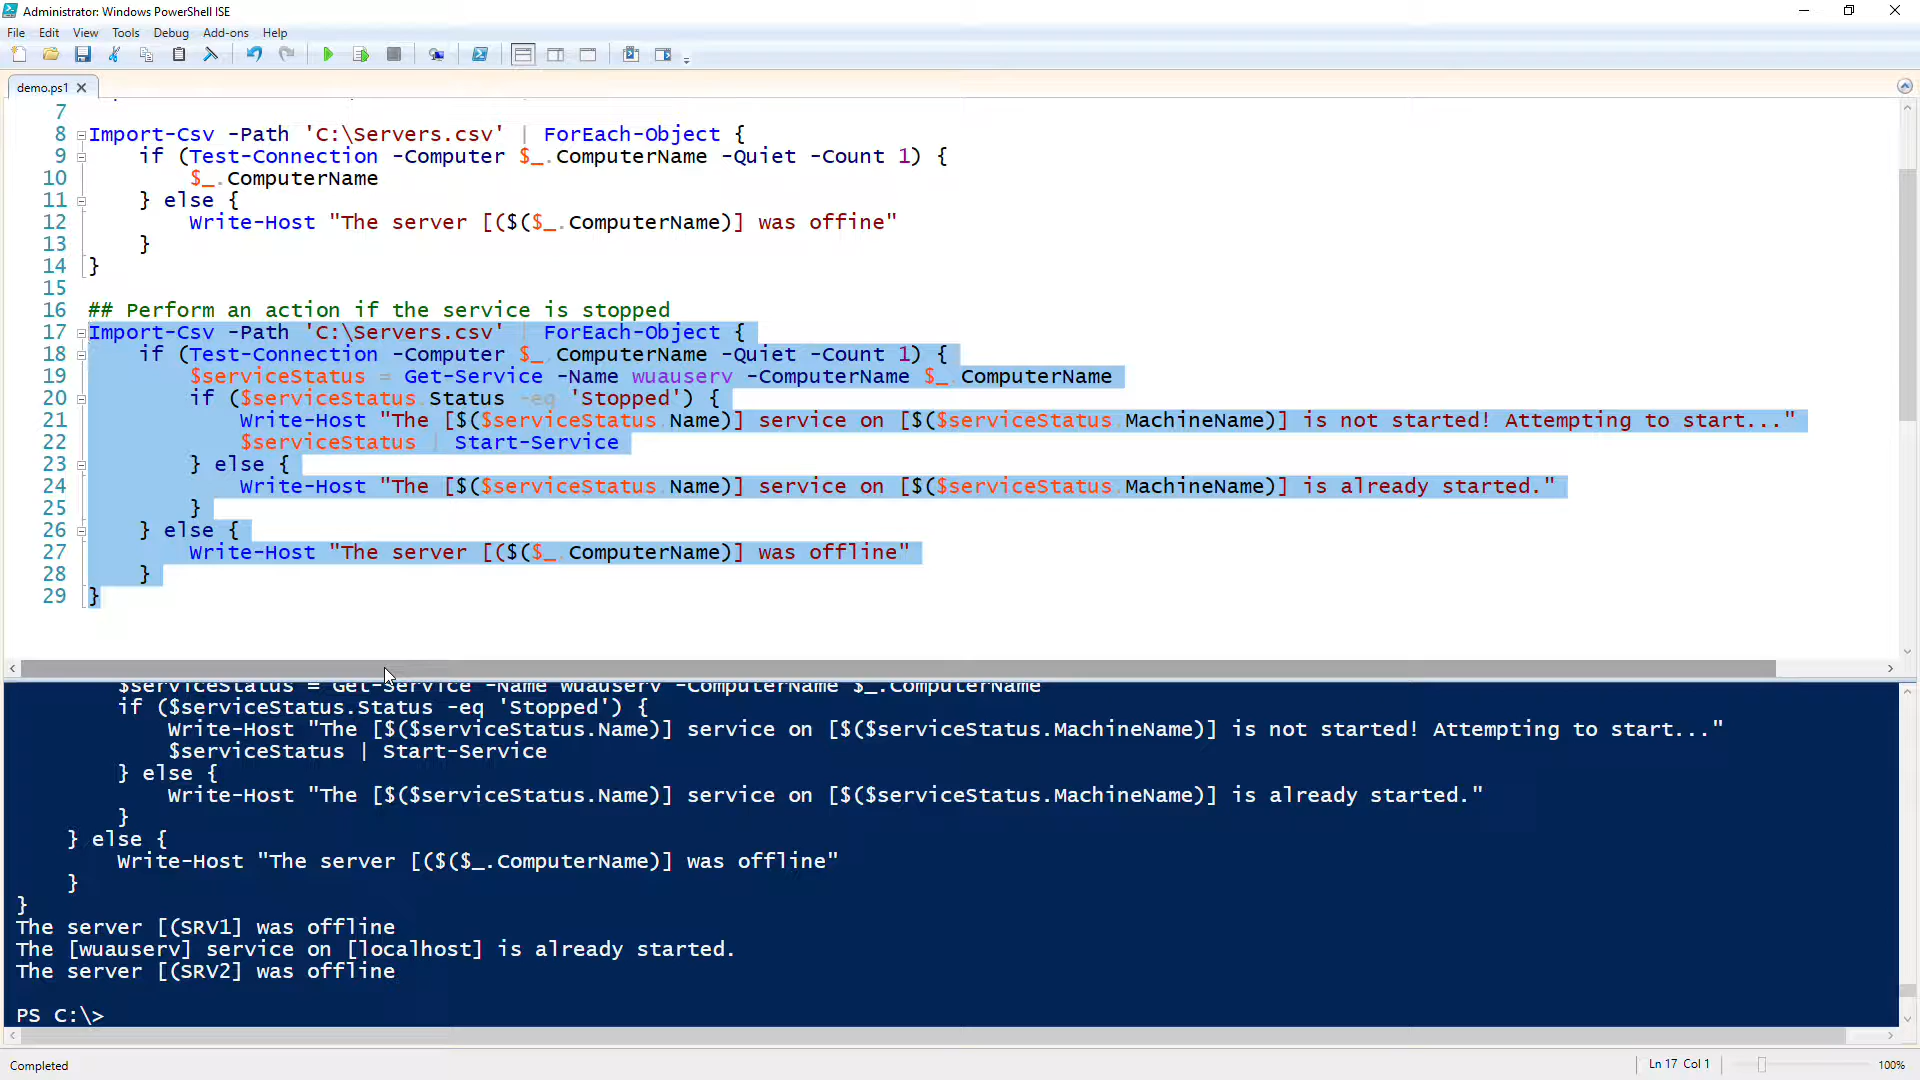 Administrator: Windows PowerShell ISE
File Edit View Tools Debug Add-ons Help
demo.ps1
7
8 Import-Csv -Path 'C:\Servers.csv' | ForEach-Object {
9 if (Test-Connection -Computer $_.ComputerName -Quiet -Count 1) {
10 $_.ComputerName
11 } else {
12 Write-Host "The server [($($_.ComputerName)] was offine"
13 }
14 }
15
16 ## Perform an action if the service is stopped
17 Import-Csv -Path 'C:\Servers.csv' | ForEach-Object {
18 if (Test-Connection -Computer $_.ComputerName -Quiet -Count 1) {
19 $serviceStatus = Get-Service -Name wuauserv -ComputerName $_.ComputerName
20 if ($serviceStatus.Status -eq 'Stopped') {
21 Write-Host "The [$($serviceStatus.Name)] service on [$($serviceStatus.MachineName)] is not started! Attempting to start..."
22 $serviceStatus | Start-Service
23 } else {
24 Write-Host "The [$($serviceStatus.Name)] service on [$($serviceStatus.MachineName)] is already started."
25 }
26 } else {
27 Write-Host "The server [($($_.ComputerName)] was offline"
28 }
29 }
$serviceStatus = Get-Service -Name wuauserv -ComputerName $_.ComputerName
if ($serviceStatus.Status -eq 'Stopped') {
Write-Host "The [$($serviceStatus.Name)] service on [$($serviceStatus.MachineName)] is not started! Attempting to start..."
$serviceStatus | Start-Service
} else {
Write-Host "The [$($serviceStatus.Name)] service on [$($serviceStatus.MachineName)] is already started."
}
} else {
Write-Host "The server [($($_.ComputerName)] was offline"
}
}
The server [(SRV1] was offline
The [wuauserv] service on [localhost] is already started.
The server [(SRV2] was offline
PS C:\>
Completed
Ln 17 Col 1
100%